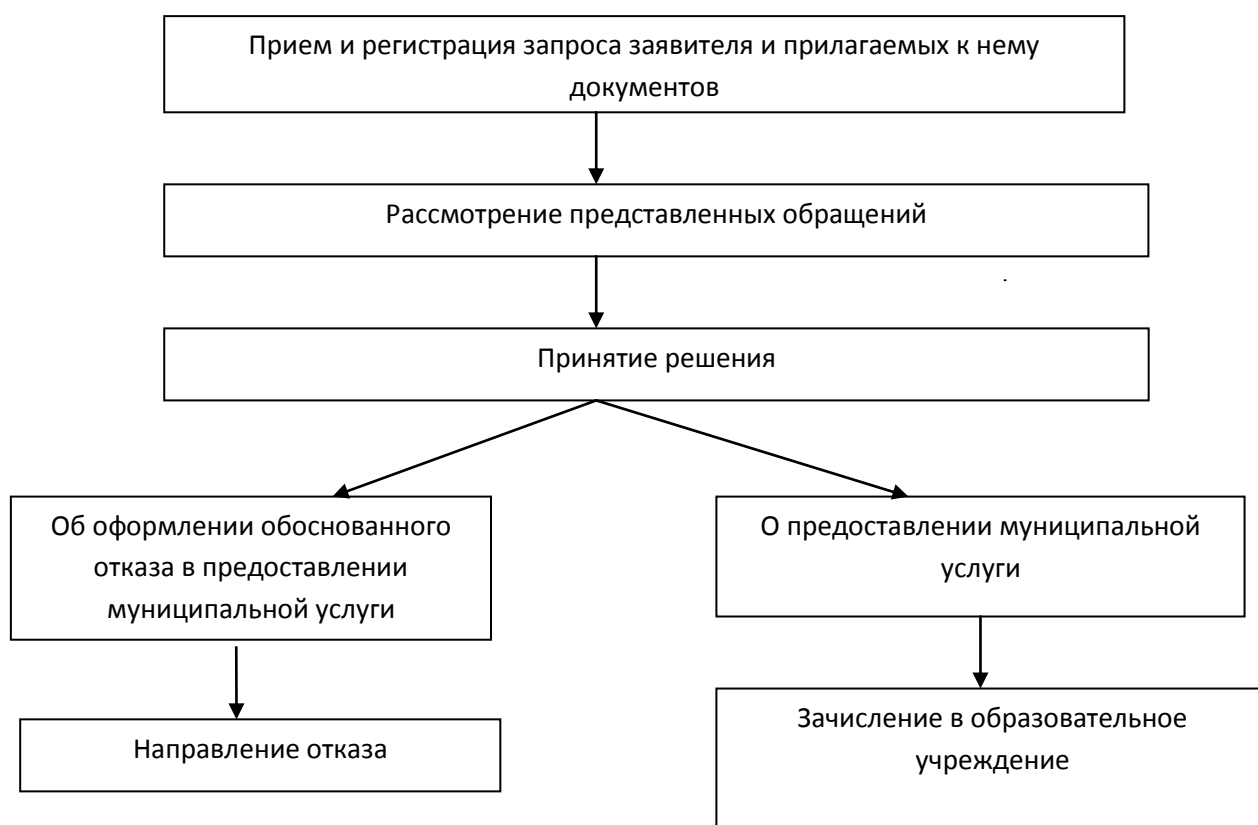 Прием и регистрация запроса заявителя и прилагаемых к нему
документов
Рассмотрение представленных обращений
Принятие решения
Об оформлении обоснованного
отказа в предоставлении
муниципальной услуги
О предоставлении муниципальной
услуги
Направление отказа
Зачисление в образовательное
учреждение